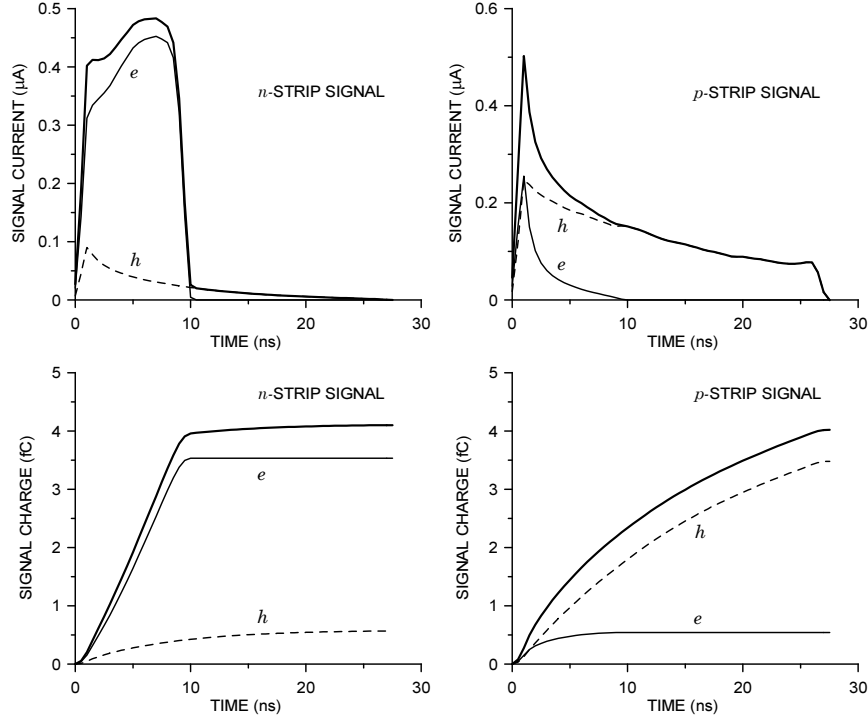 0.5
0.4
0.3
0.2
0.1
0
SIGNAL CURRENT (μA)
e
n-STRIP SIGNAL
h
0 10 20 30
TIME (ns)
0.6
0.4
0.2
0
SIGNAL CURRENT (μA)
p-STRIP SIGNAL
h
e
0 10 20 30
TIME (ns)
5
4
3
2
1
0
SIGNAL CHARGE (fC)
n-STRIP SIGNAL
e
h
0 10 20 30
TIME (ns)
5
4
3
2
1
0
SIGNAL CHARGE (fC)
p-STRIP SIGNAL
h
e
0 10 20 30
TIME (ns)